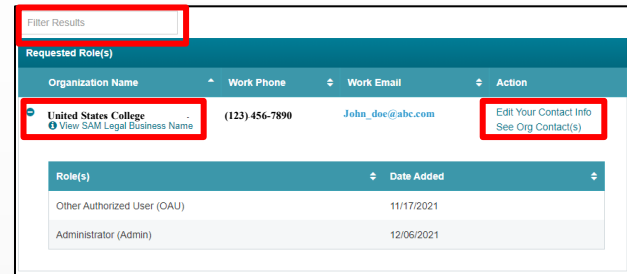 Filter Results
Requested Role(s)
Organization Name Work Phone Work Email Action
United States College (123) 456-7890 John_doe@abc.com Edit Your Contact Info
View SAM Legal Business Name See Org Contact(s)
Role(s) Date Added
Other Authorized User (OAU) 11/17/2021
Administrator (Admin) 12/06/2021